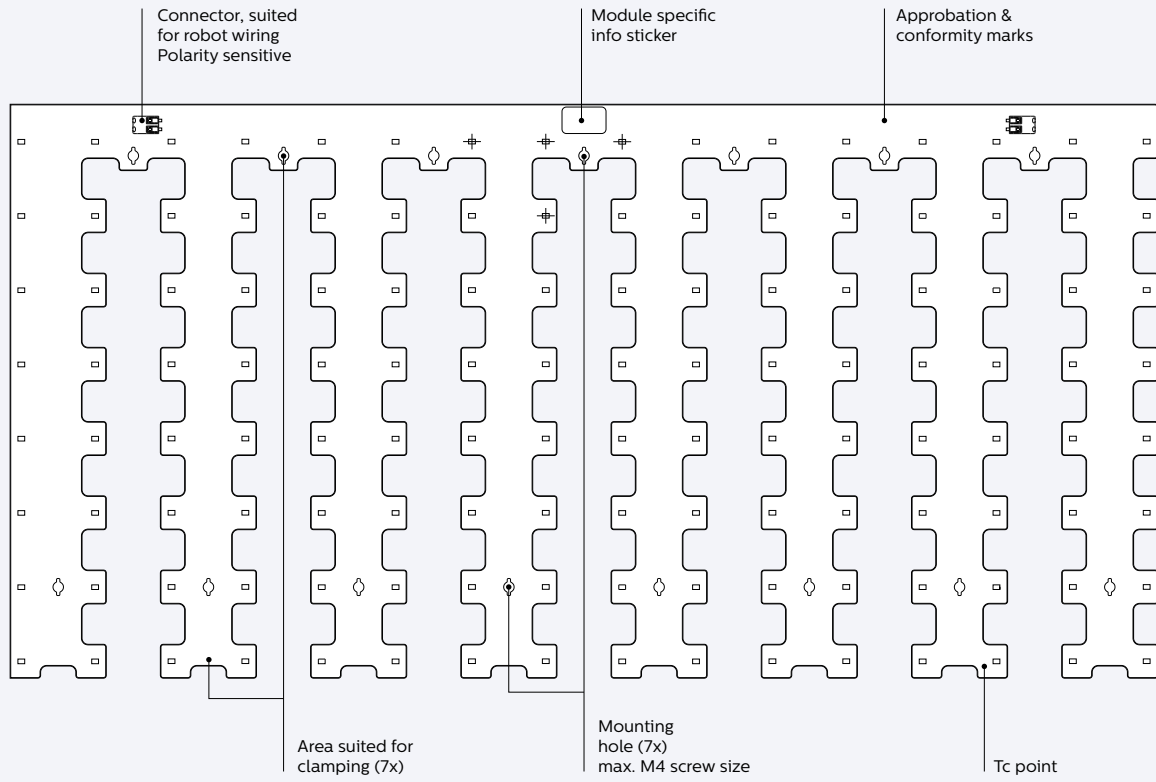 Connector, suited
for robot wiring
Polarity sensitive
Module specific
info sticker
Approbation &
conformity marks
Area suited for
clamping (7x)
Mounting
hole (7x)
max. M4 screw size
Tc point